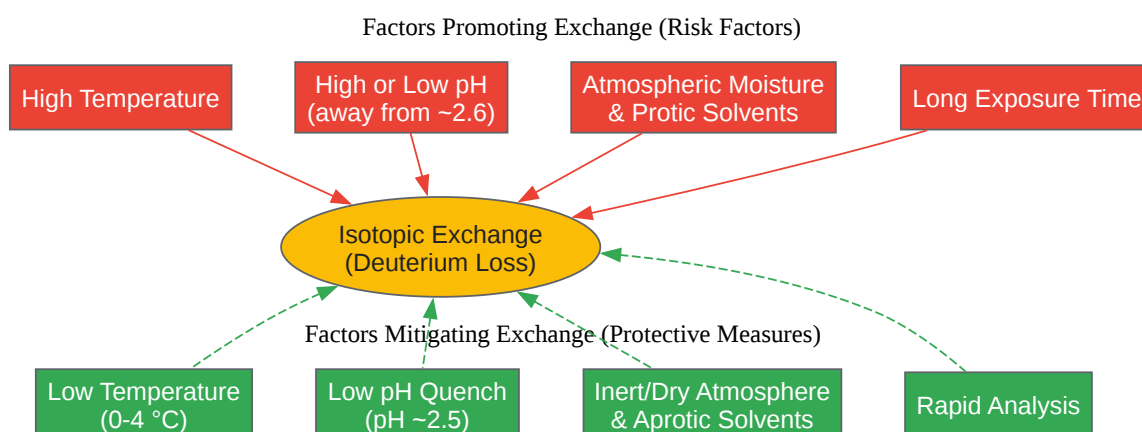 Factors Promoting Exchange (Risk Factors)
High Temperature
High or Low pH
(away from ~2.6)
Atmospheric Moisture
& Protic Solvents
Long Exposure Time
Isotopic Exchange
(Deuterium Loss)
Factors Mitigating Exchange (Protective Measures)
Low Temperature
(0-4 °C)
Low pH Quench
(pH ~2.5)
Inert/Dry Atmosphere
& Aprotic Solvents
Rapid Analysis